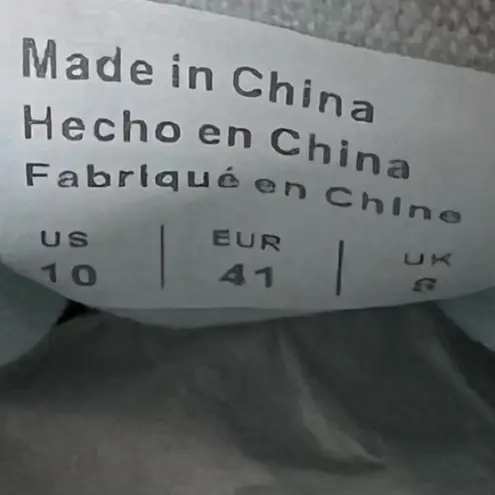 Made in China
Hecho en China
Fabriqué en Chine
US | EUR | UK
10 | 41 | 8